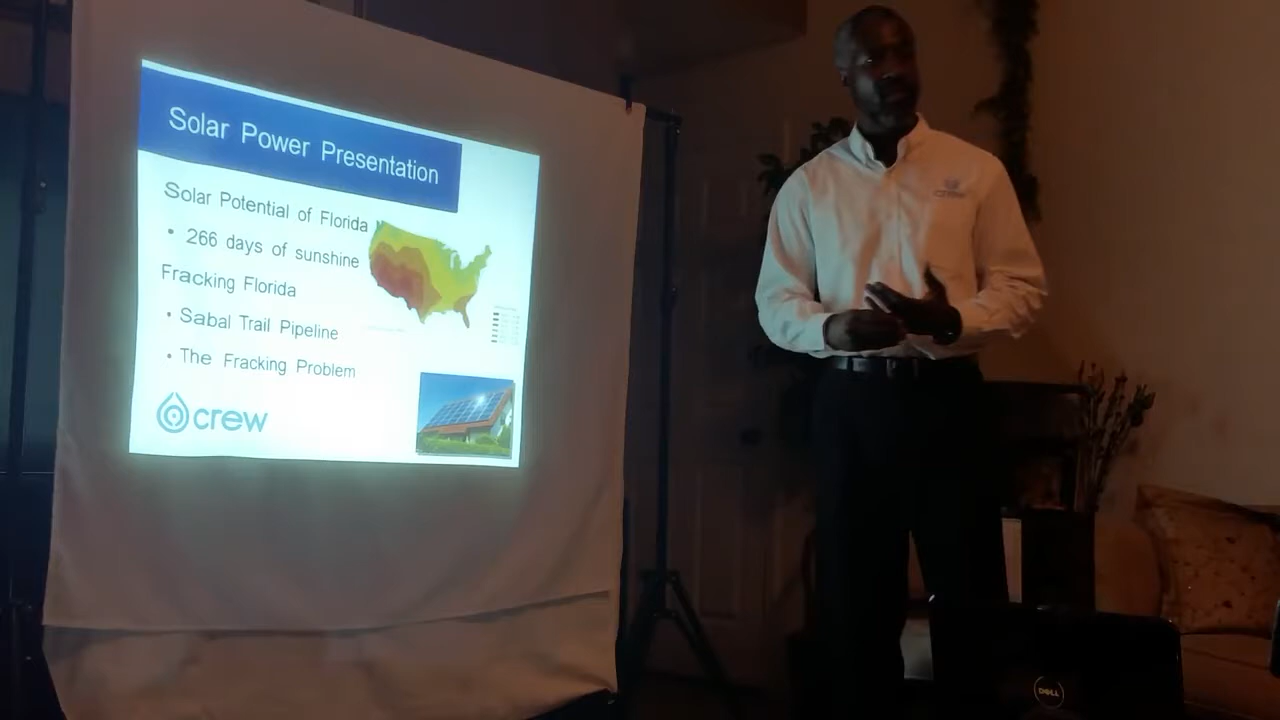 Solar Power Presentation
Solar Potential of Florida
• 266 days of sunshine
Fracking Florida
• Sabal Trail Pipeline
• The Fracking Problem
crew
DELL